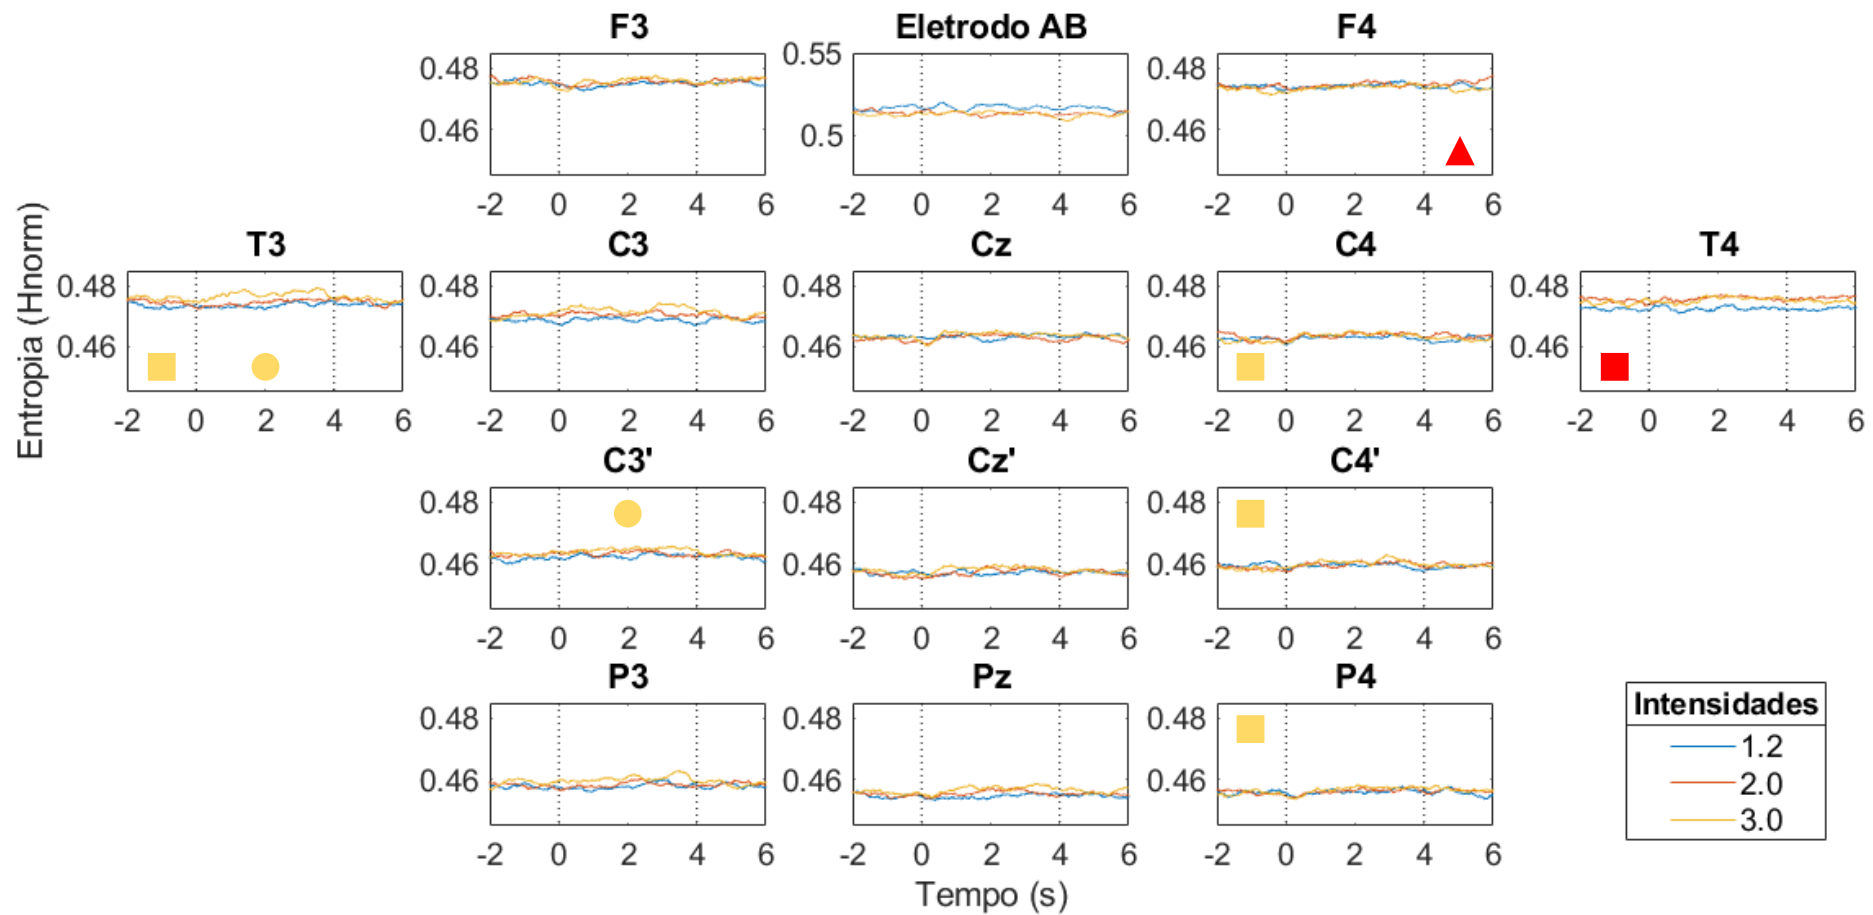 F3 Eletrodo AB F4
0.48 0.46 -2 0 2 4 6
0.55 0.5 -2 0 2 4 6
0.48 0.46 -2 0 2 4 6
Entropia (Hnorm)
T3 C3 Cz C4 T4
0.48 0.46 -2 0 2 4 6
0.48 0.46 -2 0 2 4 6
0.48 0.46 -2 0 2 4 6
0.48 0.46 -2 0 2 4 6
0.48 0.46 -2 0 2 4 6
C3' Cz' C4'
0.48 0.46 -2 0 2 4 6
0.48 0.46 -2 0 2 4 6
0.48 0.46 -2 0 2 4 6
P3 Pz P4
0.48 0.46 -2 0 2 4 6
0.48 0.46 -2 0 2 4 6
0.48 0.46 -2 0 2 4 6
Tempo (s)
Intensidades
1.2
2.0
3.0